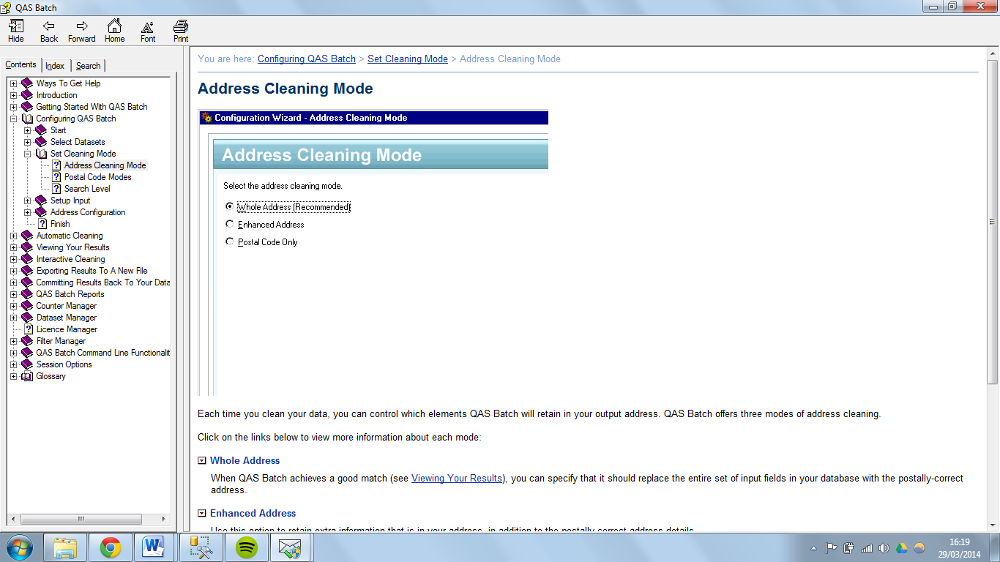 QAS Batch
Hide Back Forward Home Font Print
Contents Index Search
Ways To Get Help
Introduction
Getting Started With QAS Batch
Configuring QAS Batch
Start
Select Datasets
Set Cleaning Mode
Address Cleaning Mode
Postal Code Modes
Search Level
Setup Input
Address Configuration
Finish
Automatic Cleaning
Viewing Your Results
Interactive Cleaning
Exporting Results To A New File
Committing Results Back To Your Data
QAS Batch Reports
Counter Manager
Dataset Manager
Licence Manager
Filter Manager
QAS Batch Command Line Functionalit
Session Options
Glossary
You are here: Configuring QAS Batch > Set Cleaning Mode > Address Cleaning Mode
Address Cleaning Mode
Configuration Wizard - Address Cleaning Mode
Address Cleaning Mode
Select the address cleaning mode.
Whole Address (Recommended)
Enhanced Address
Postal Code Only
Each time you clean your data, you can control which elements QAS Batch will retain in your output address. QAS Batch offers three modes of address cleaning.
Click on the links below to view more information about each mode:
Whole Address
When QAS Batch achieves a good match (see Viewing Your Results), you can specify that it should replace the entire set of input fields in your database with the postally-correct
address.
Enhanced Address
Use this option to retain extra information that is in your address, in addition to the postally correct address details.
16:19
29/03/2014